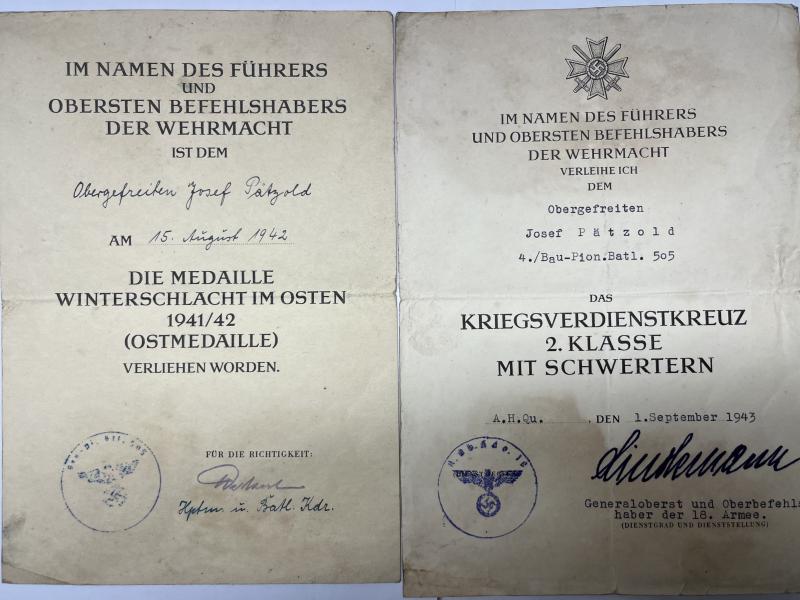 IM NAMEN DES FÜHRERS
UND
OBERSTEN BEFEHLSHABERS
DER WEHRMACHT
IST DEM
Obergefreiten Josef Pätzold
AM 15. August 1942
DIE MEDAILLE
WINTERSCHLACHT IM OSTEN
1941/42
(OSTMEDAILLE)
VERLIEHEN WORDEN.
FÜR DIE RICHTIGKEIT:
Hptm. u. Batl. Kdr.
IM NAMEN DES FÜHRERS
UND OBERSTEN BEFEHLSHABERS
DER WEHRMACHT
VERLEIHE ICH
DEM
Obergefreiten
Josef Pätzold
4./Bau-Pion.Batl. 505
DAS
KRIEGSVERDIENSTKREUZ
2. KLASSE
MIT SCHWERTERN
A.H.Qu. , DEN 1.September 1943
Lindemann
Generaloberst und Oberbefehls
haber der 18. Armee.
(DIENSTGRAD UND DIENSTSTELLUNG)